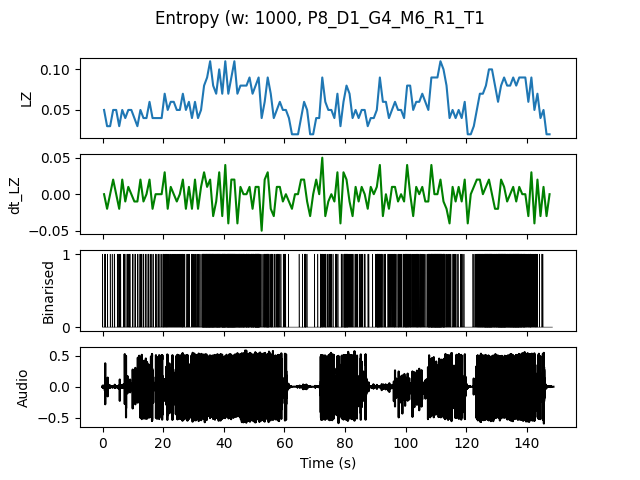 Entropy (w: 1000, P8_D1_G4_M6_R1_T1
0.10
0.05
LZ
0.05
0.00
−0.05
dt_LZ
1
0
Binarised
0.5
0.0
−0.5
Audio
0 20 40 60 80 100 120 140
Time (s)